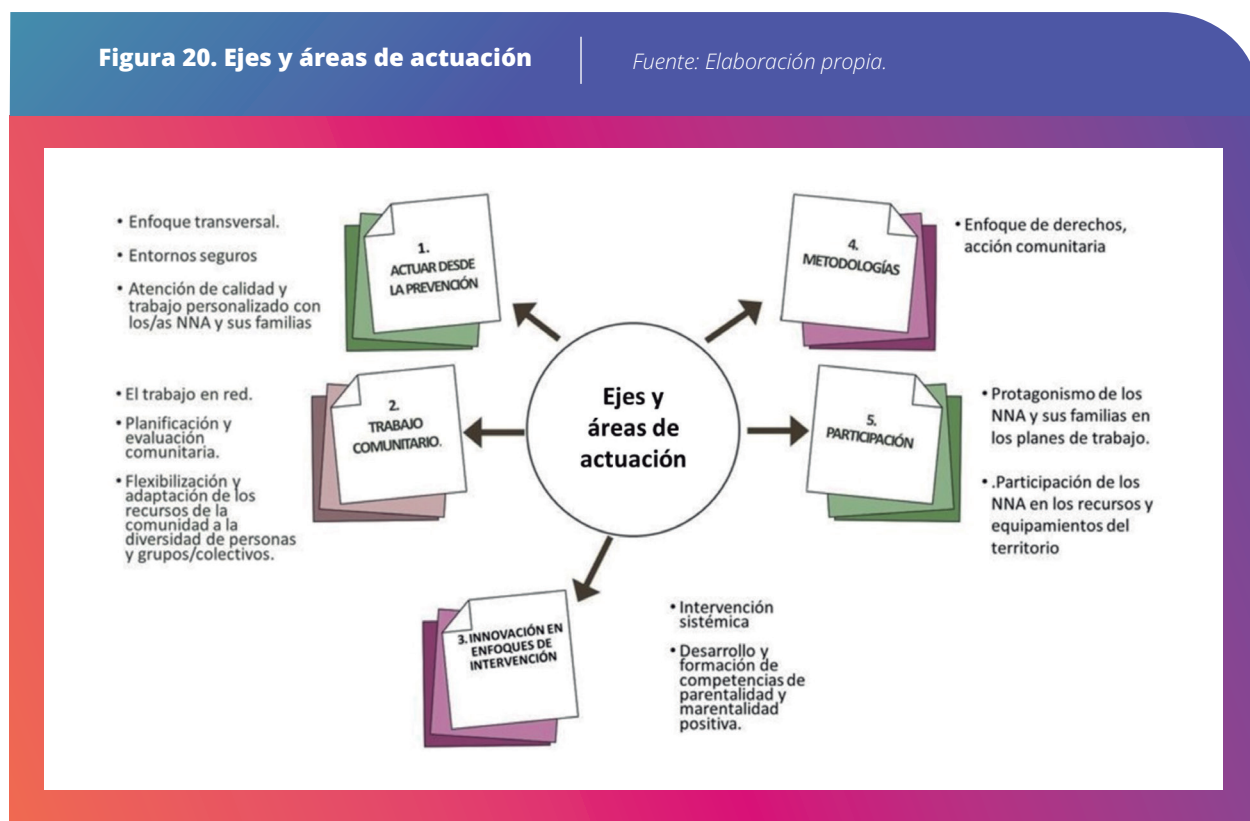 Figura 20. Ejes y áreas de actuación
Fuente: Elaboración propia.
• Enfoque transversal.
• Entornos seguros
• Atención de calidad y
trabajo personalizado con
los/as NNA y sus familias
1.
ACTUAR DESDE
LA PREVENCIÓN
• El trabajo en red.
• Planificación y
evaluación
comunitaria.
• Flexibilización y
adaptación de los
recursos de la
comunidad a la
diversidad de personas
y grupos/colectivos.
2.
TRABAJO
COMUNITARIO.
Ejes y
áreas de
actuación
3. INNOVACIÓN EN
ENFOQUES DE
INTERVENCIÓN
• Intervención
sistémica
• Desarrollo y
formación de
competencias de
parentalidad y
marentalidad
positiva.
4.
METODOLOGÍAS
• Enfoque de derechos,
acción comunitaria
5.
PARTICIPACIÓN
• Protagonismo de los
NNA y sus familias en
los planes de trabajo.
• .Participación de los
NNA en los recursos y
equipamientos del
territorio